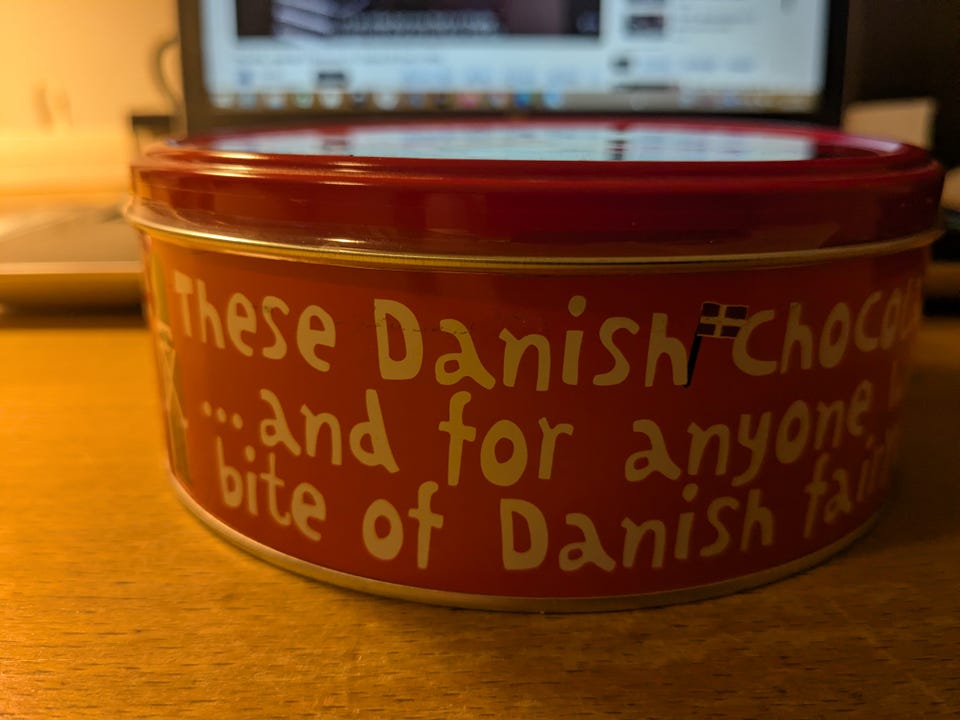 These Danish
...and for anyone
bite of Danish